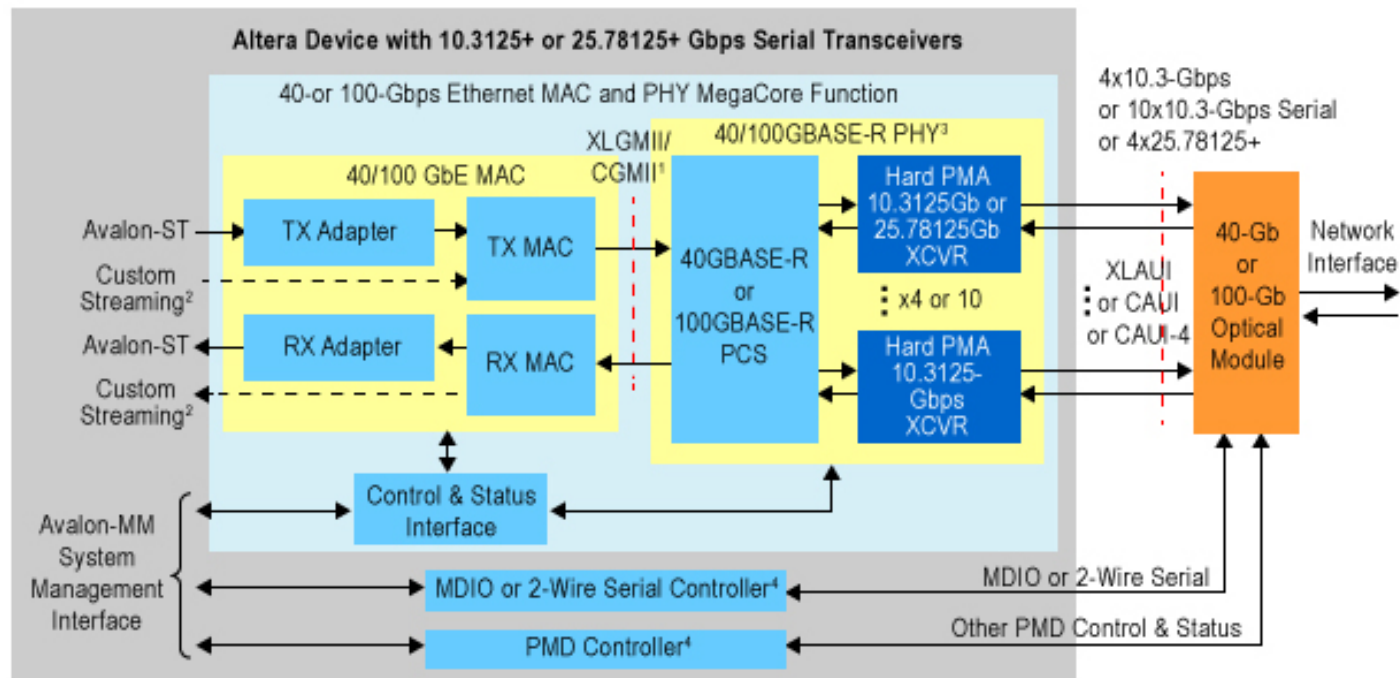 Altera Device with 10.3125+ or 25.78125+ Gbps Serial Transceivers
40-or 100-Gbps Ethernet MAC and PHY MegaCore Function
4x10.3-Gbps
or 10x10.3-Gbps Serial
or 4x25.78125+
40/100 GbE MAC
XLGMII/
CGMII¹
40/100GBASE-R PHY³
Avalon-ST
TX Adapter
TX MAC
Custom
Streaming²
Avalon-ST
RX Adapter
RX MAC
Custom
Streaming²
40GBASE-R
or
100GBASE-R
PCS
Hard PMA
10.3125Gb or
25.78125Gb
XCVR
x4 or 10
Hard PMA
10.3125-
Gbps
XCVR
XLAUI
or CAUI
or CAUI-4
40-Gb
or
100-Gb
Optical
Module
Network
Interface
Control & Status
Interface
Avalon-MM
System
Management
Interface
MDIO or 2-Wire Serial Controller⁴
MDIO or 2-Wire Serial
PMD Controller⁴
Other PMD Control & Status